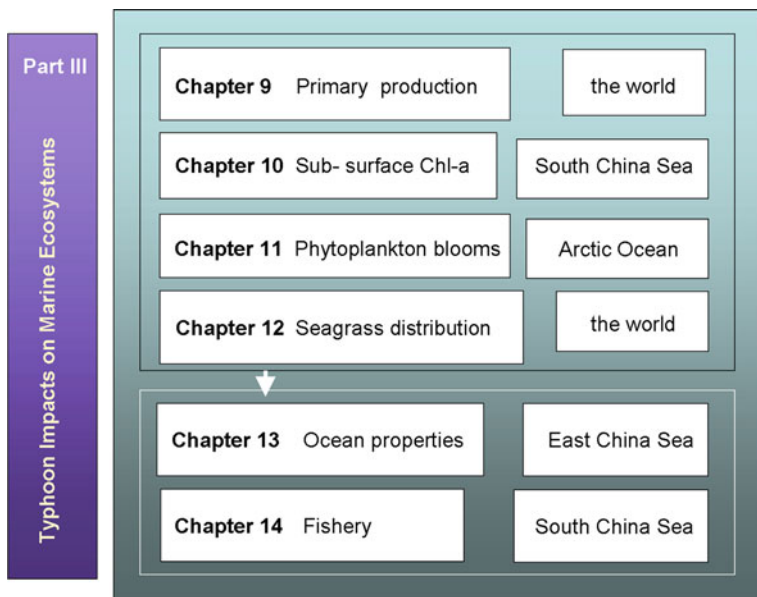 Part III
Typhoon Impacts on Marine Ecosystems
Chapter 9 Primary production
the world
Chapter 10 Sub- surface Chl-a
South China Sea
Chapter 11 Phytoplankton blooms
Arctic Ocean
Chapter 12 Seagrass distribution
the world
Chapter 13 Ocean properties
East China Sea
Chapter 14 Fishery
South China Sea